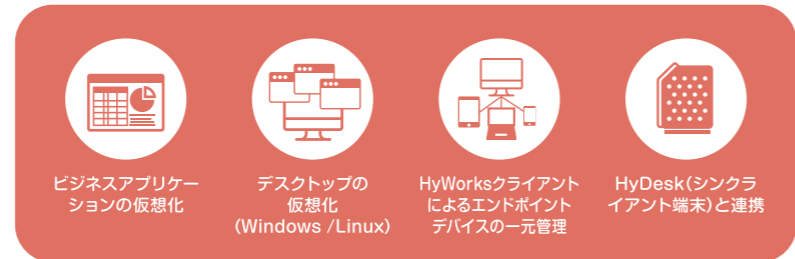 ビジネスアプリケー
ションの仮想化
デスクトップの
仮想化
(Windows /Linux)
HyWorksクライアント
によるエンドポイント
デバイスの一元管理
HyDesk(シンクラ
イアント端末)と連携